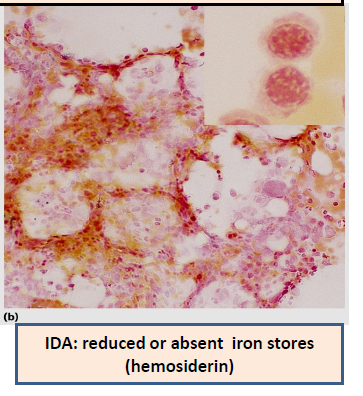 (b)
IDA: reduced or absent iron stores
(hemosiderin)